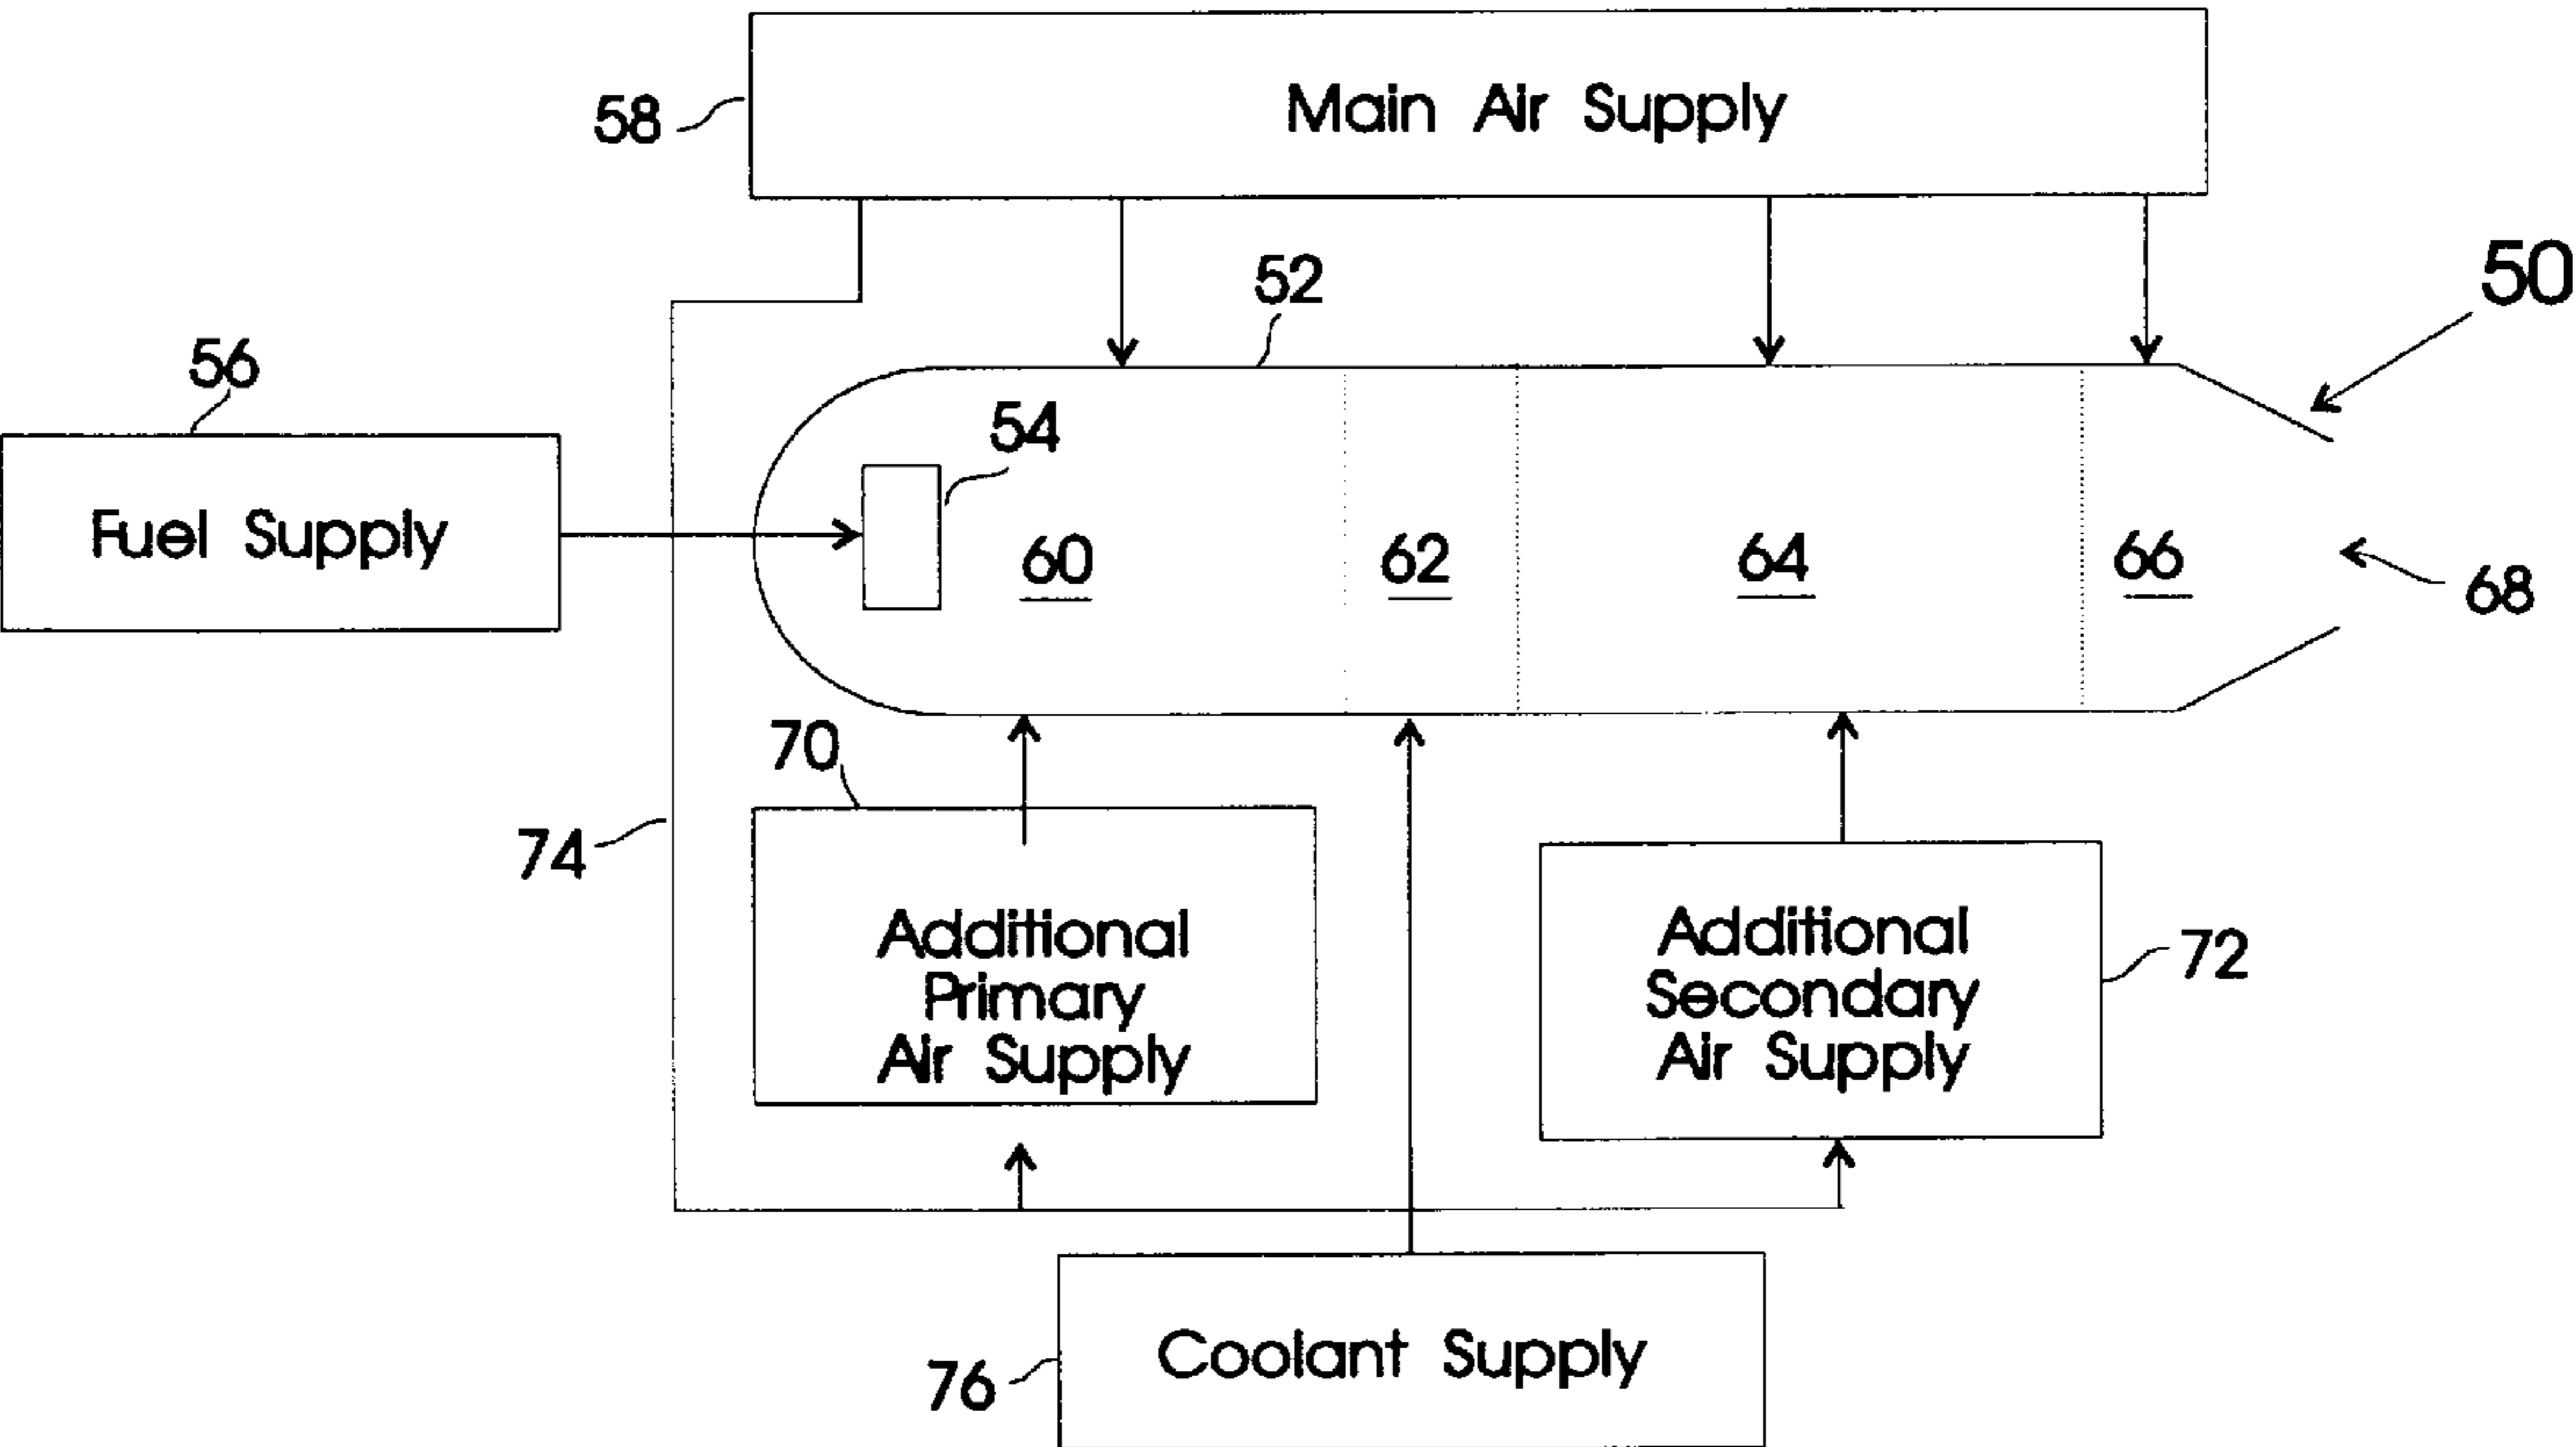 Main Air Supply
58
52
50
56
54
Fuel Supply
60
62
64
66
68
70
74
Additional
Primary
Air Supply
Additional
Secondary
Air Supply
72
Coolant Supply
76